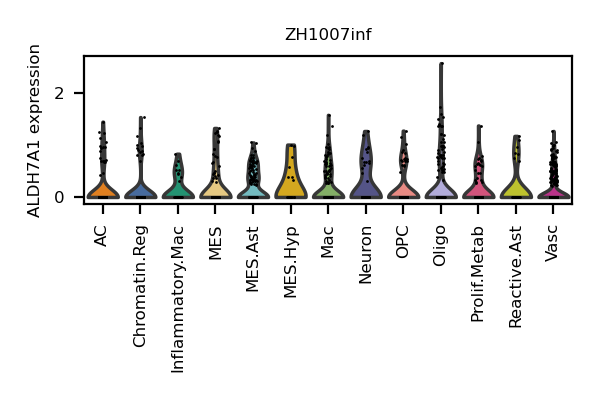 ZH1007inf
ALDH7A1 expression
2
0
AC
Chromatin.Reg
Inflammatory.Mac
MES
MES.Ast
MES.Hyp
Mac
Neuron
OPC
Oligo
Prolif.Metab
Reactive.Ast
Vasc